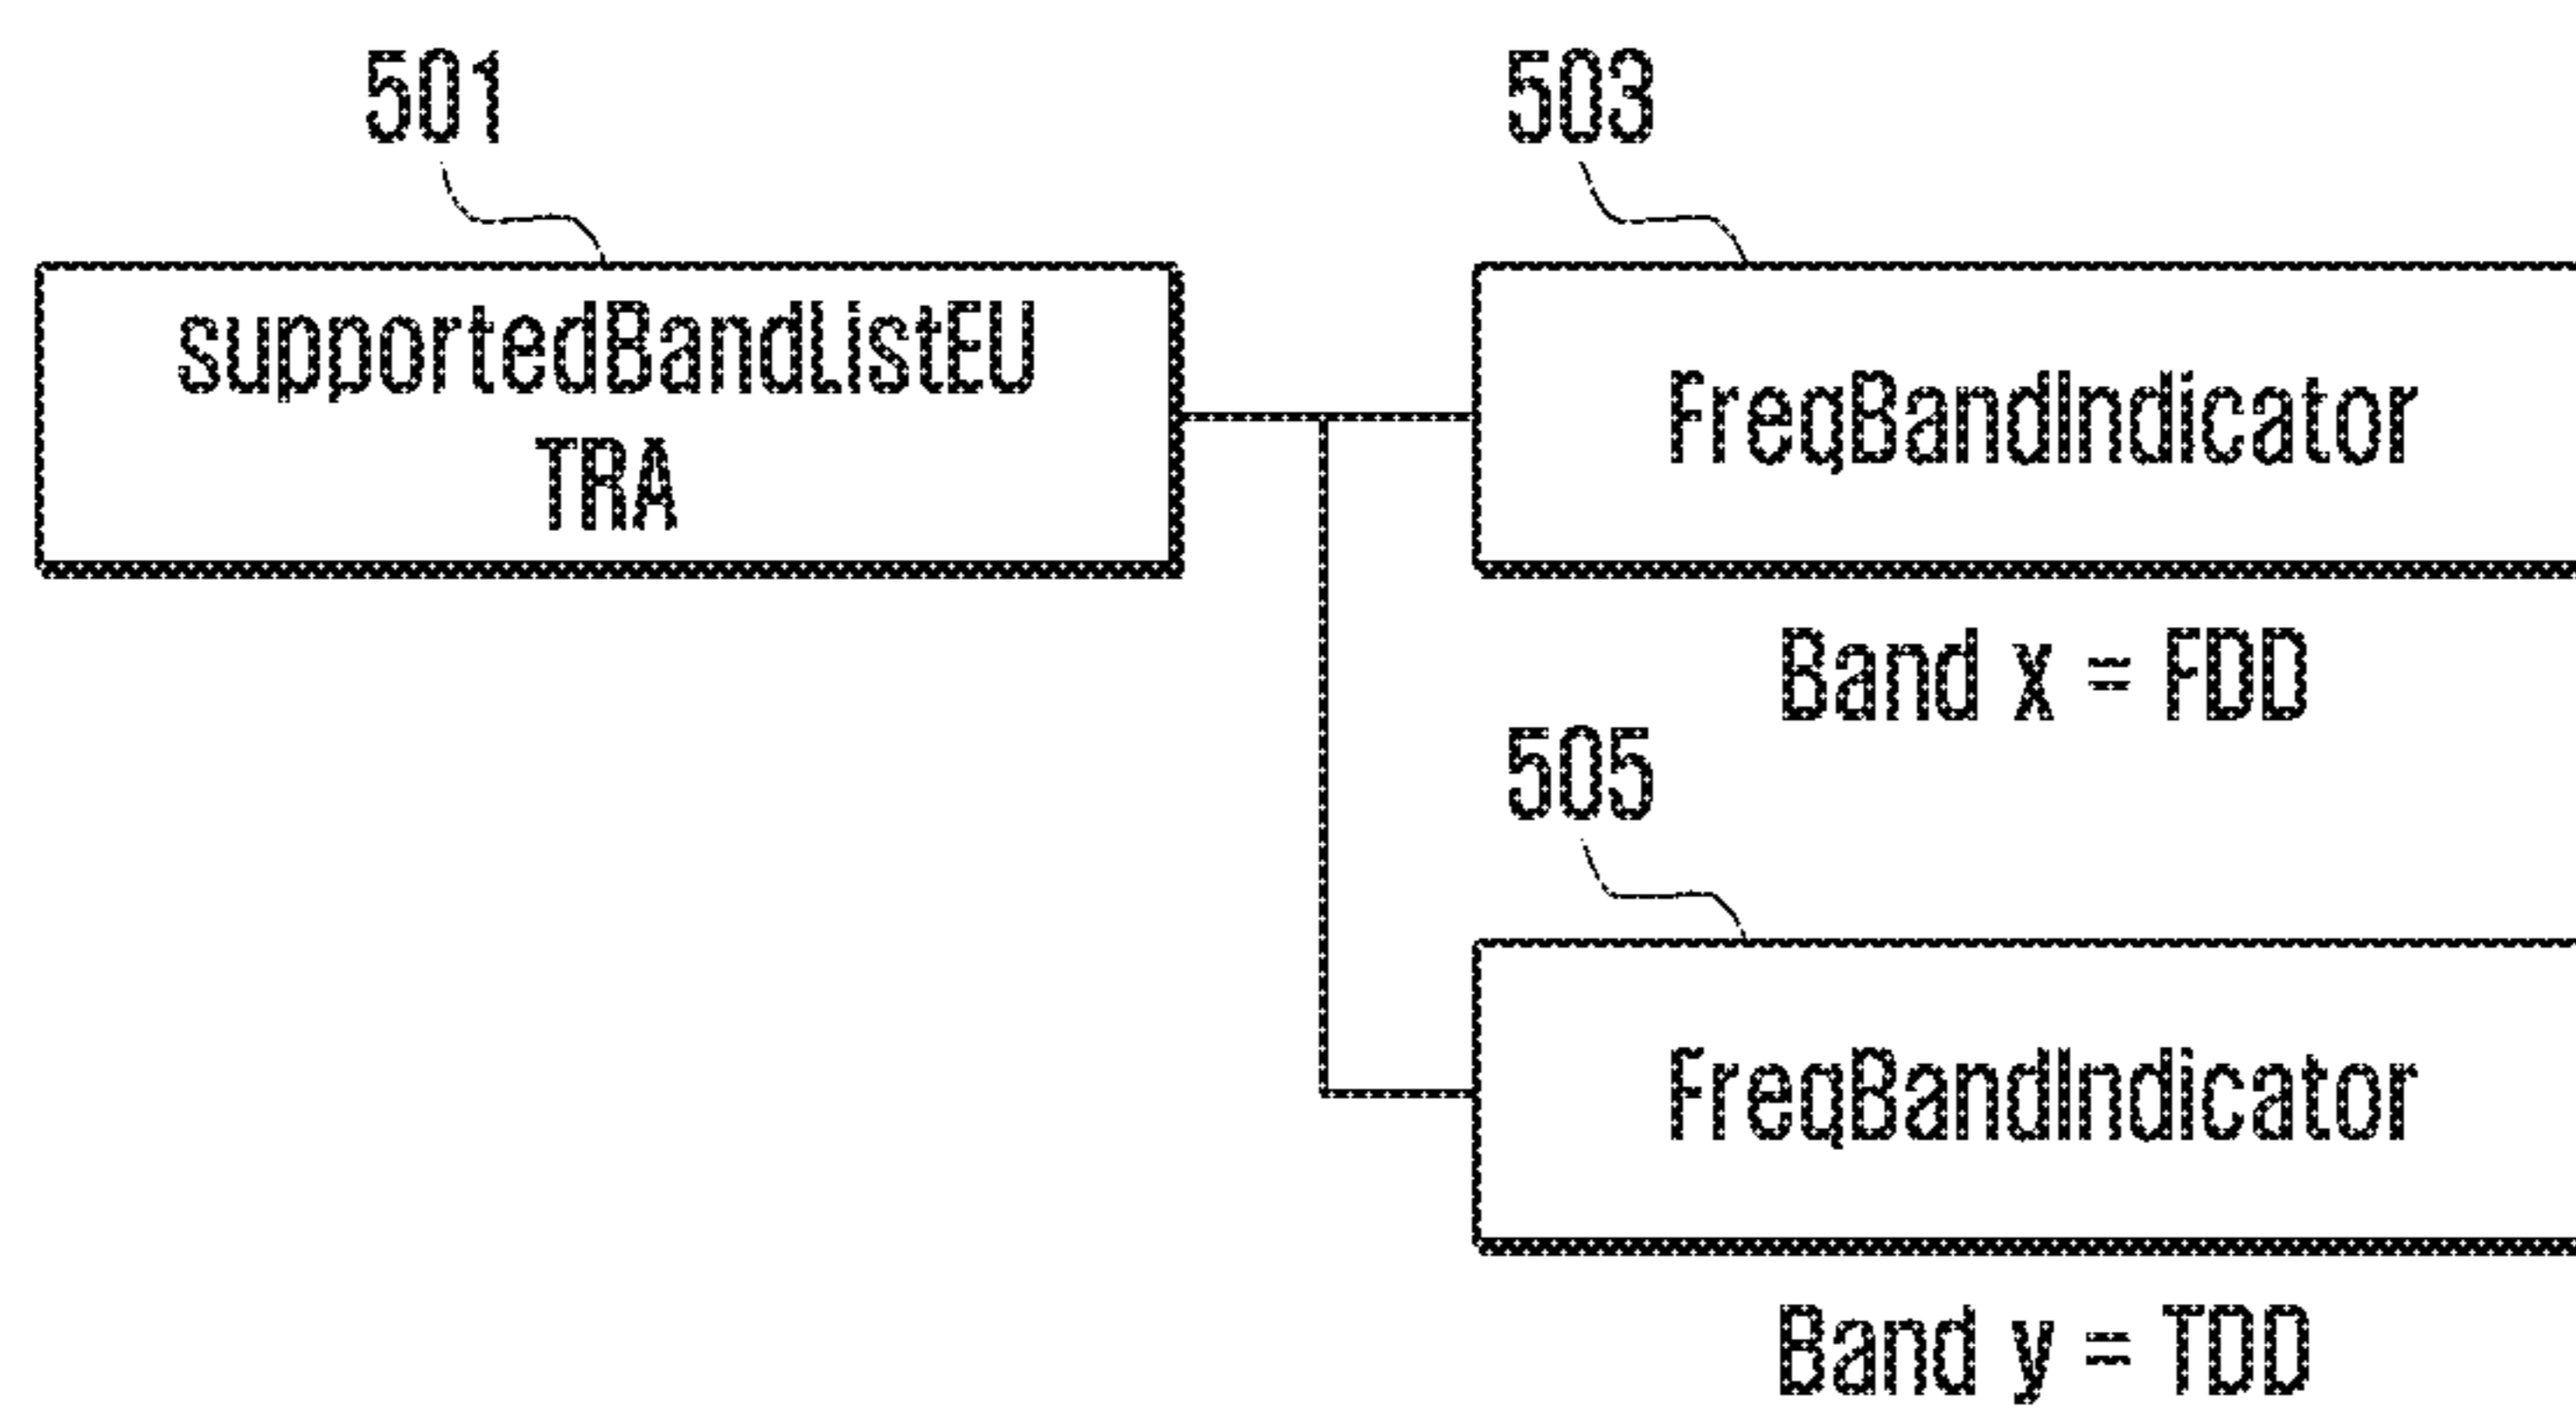 501
503
supportedBandListEU
TRA
FreqBandIndicator
Band x = FDD
505
FreqBandIndicator
Band y = TDD